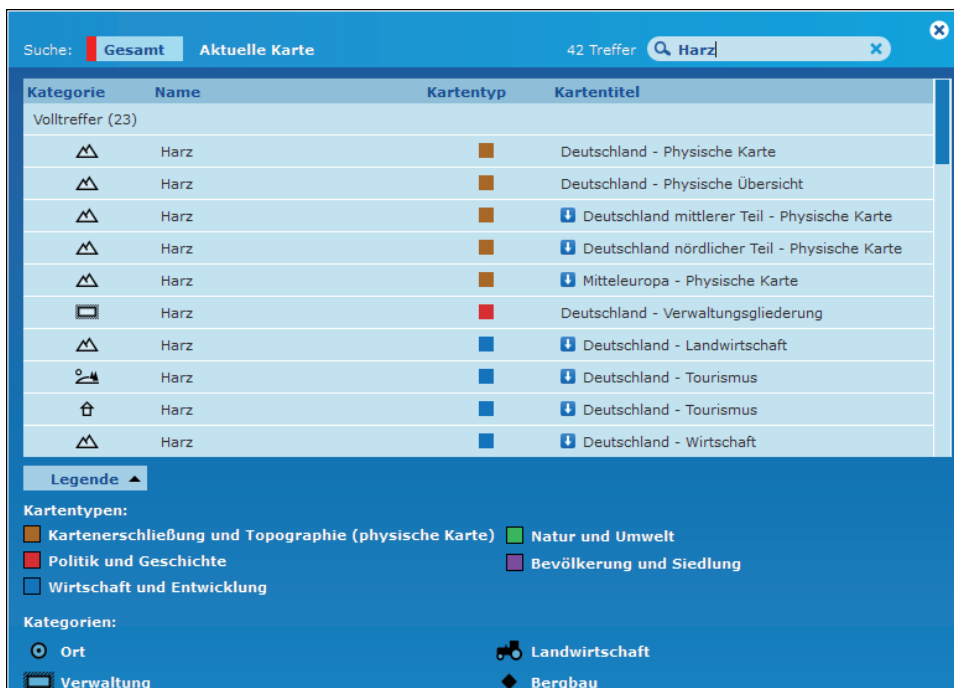 Suche: Gesamt Aktuelle Karte 42 Treffer Harz
Kategorie Name Kartentyp Kartentitel
Volltreffer (23)
Harz Deutschland - Physische Karte
Harz Deutschland - Physische Übersicht
Harz Deutschland mittlerer Teil - Physische Karte
Harz Deutschland nördlicher Teil - Physische Karte
Harz Mitteleuropa - Physische Karte
Harz Deutschland - Verwaltungsgliederung
Harz Deutschland - Landwirtschaft
Harz Deutschland - Tourismus
Harz Deutschland - Tourismus
Harz Deutschland - Wirtschaft
Legende
Kartentypen:
Kartenerschließung und Topographie (physische Karte) Natur und Umwelt
Politik und Geschichte Bevölkerung und Siedlung
Wirtschaft und Entwicklung
Kategorien:
Ort Landwirtschaft
Verwaltung Bergbau